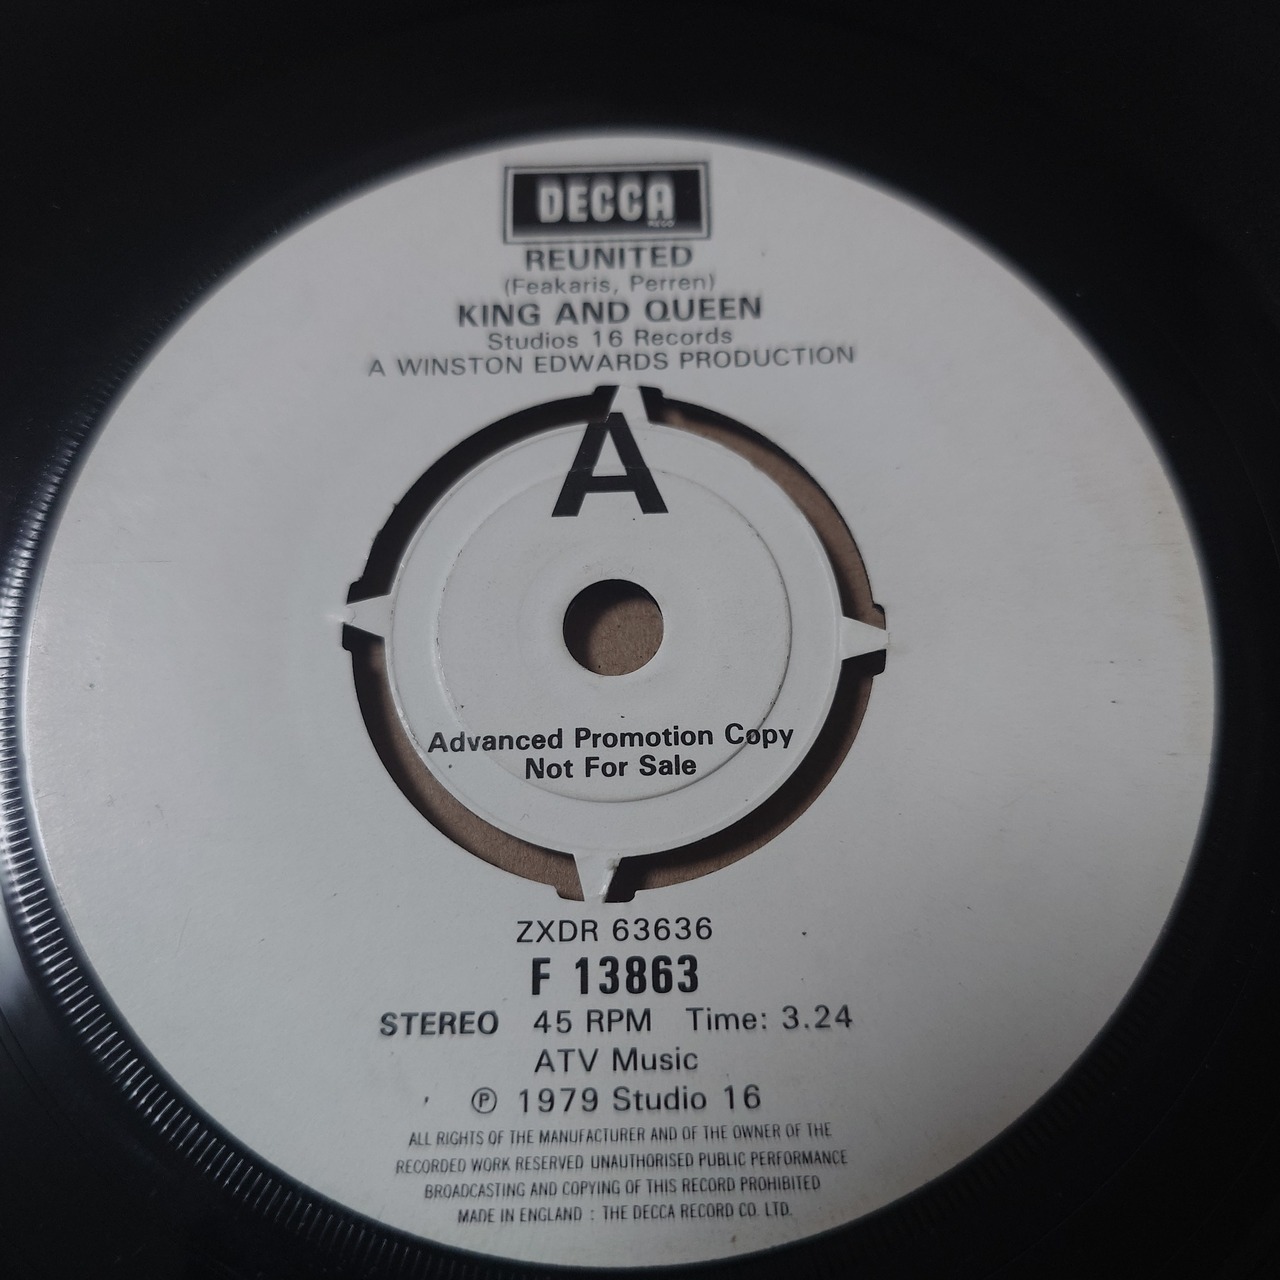 DECCA
REUNITED
(Feakaris, Perren)
KING AND QUEEN
Studios 16 Records
A WINSTON EDWARDS PRODUCTION
A
Advanced Promotion Copy
Not For Sale
ZXDR 63636
F 13863
STEREO 45 RPM Time: 3.24
ATV Music
℗ 1979 Studio 16
ALL RIGHTS OF THE MANUFACTURER AND OF THE OWNER OF THE
RECORDED WORK RESERVED UNAUTHORISED PUBLIC PERFORMANCE
BROADCASTING AND COPYING OF THIS RECORD PROHIBITED
MADE IN ENGLAND : THE DECCA RECORD CO. LTD.